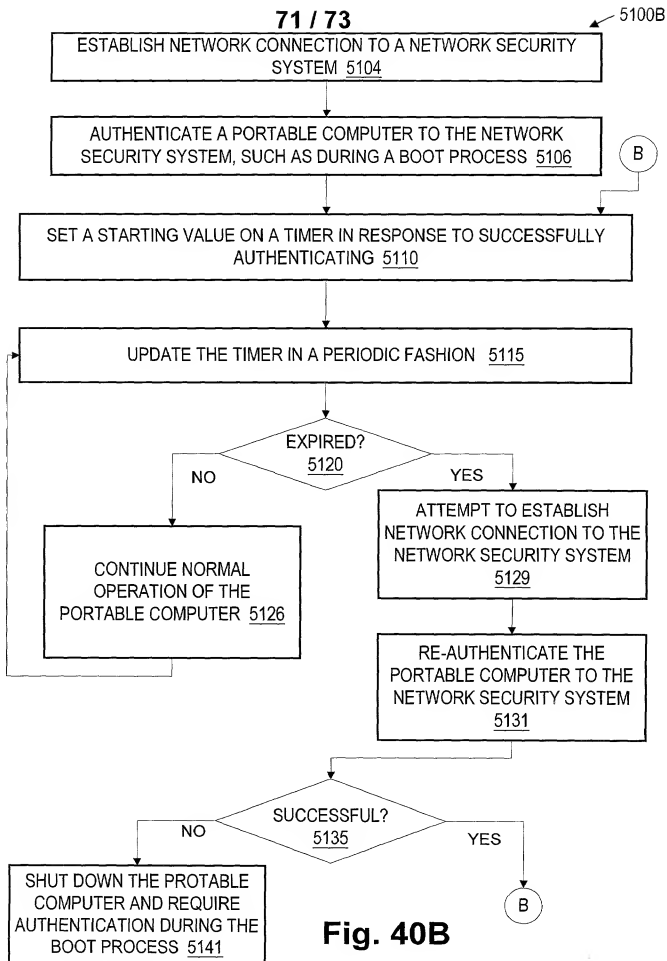 71 / 73
5100B
ESTABLISH NETWORK CONNECTION TO A NETWORK SECURITY
SYSTEM 5104
AUTHENTICATE A PORTABLE COMPUTER TO THE NETWORK
SECURITY SYSTEM, SUCH AS DURING A BOOT PROCESS 5106
B
SET A STARTING VALUE ON A TIMER IN RESPONSE TO SUCCESSFULLY
AUTHENTICATING 5110
UPDATE THE TIMER IN A PERIODIC FASHION 5115
EXPIRED?
5120
NO
YES
CONTINUE NORMAL
OPERATION OF THE
PORTABLE COMPUTER 5126
ATTEMPT TO ESTABLISH
NETWORK CONNECTION TO THE
NETWORK SECURITY SYSTEM
5129
RE-AUTHENTICATE THE
PORTABLE COMPUTER TO THE
NETWORK SECURITY SYSTEM
5131
SUCCESSFUL?
5135
NO
YES
SHUT DOWN THE PROTABLE
COMPUTER AND REQUIRE
AUTHENTICATION DURING THE
BOOT PROCESS 5141
B
Fig. 40B